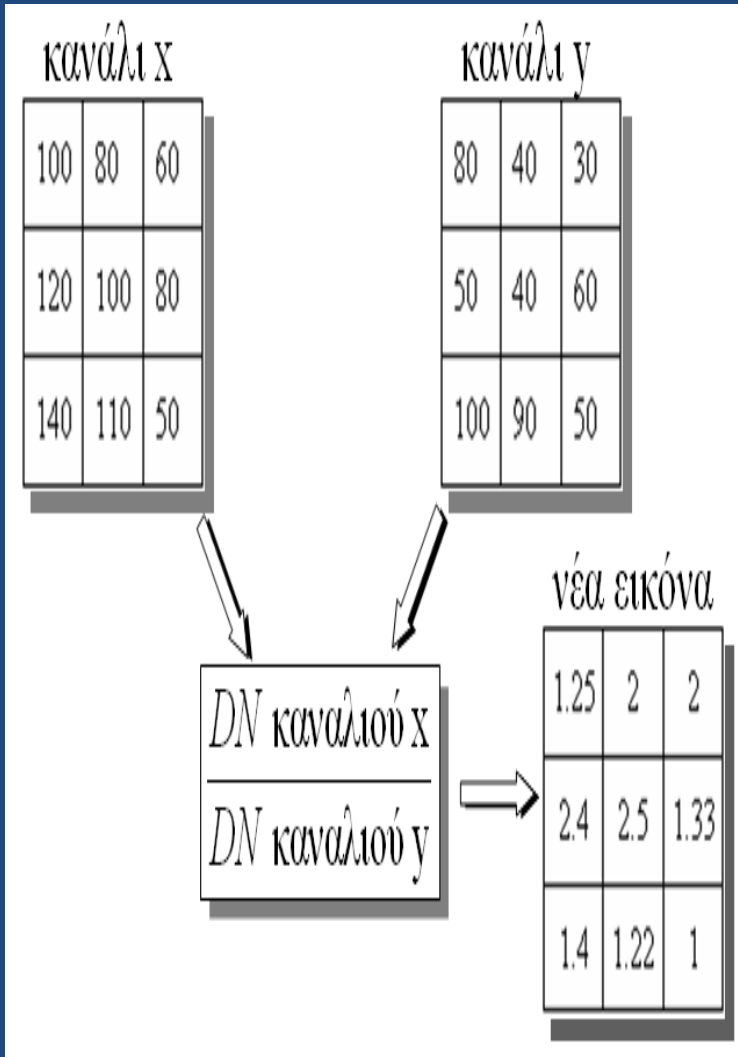 κανάλι x
100 80 60
120 100 80
140 110 50
κανάλι y
80 40 30
50 40 60
100 90 50
DN καναλιού x
DN καναλιού y
νέα εικόνα
1.25 2 2
2.4 2.5 1.33
1.4 1.22 1